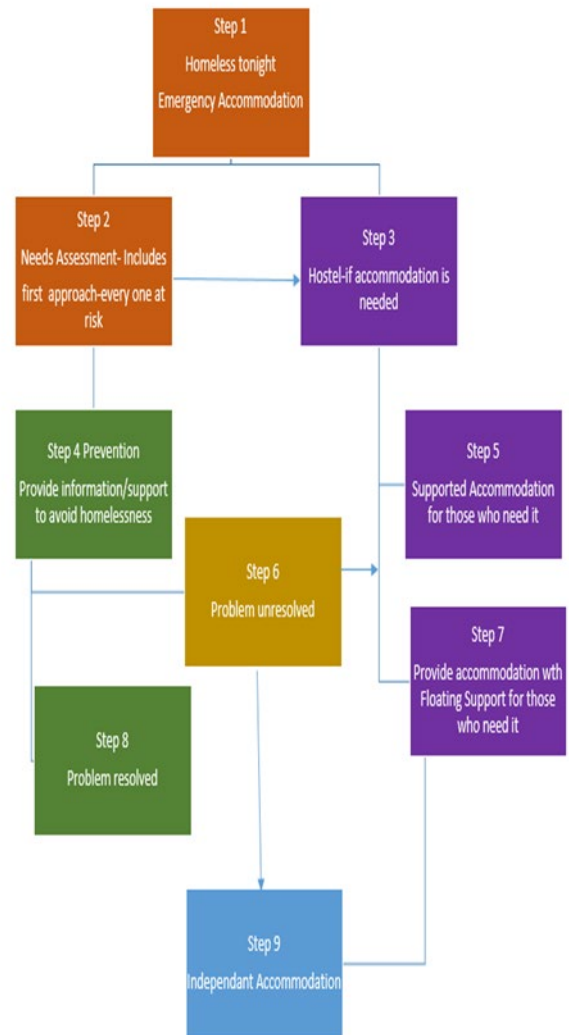 Step 1
Homeless tonight
Emergency Accommodation
Step 2
Needs Assessment- Includes
first approach-every one at
risk
Step 3
Hostel-if accommodation is
needed
Step 4 Prevention
Provide information/support
to avoid homelessness
Step 5
Supported Accommodation
for those who need it
Step 6
Problem unresolved
Step 7
Provide accommodation wth
Floating Support for those
who need it
Step 8
Problem resolved
Step 9
Independant Accommodation